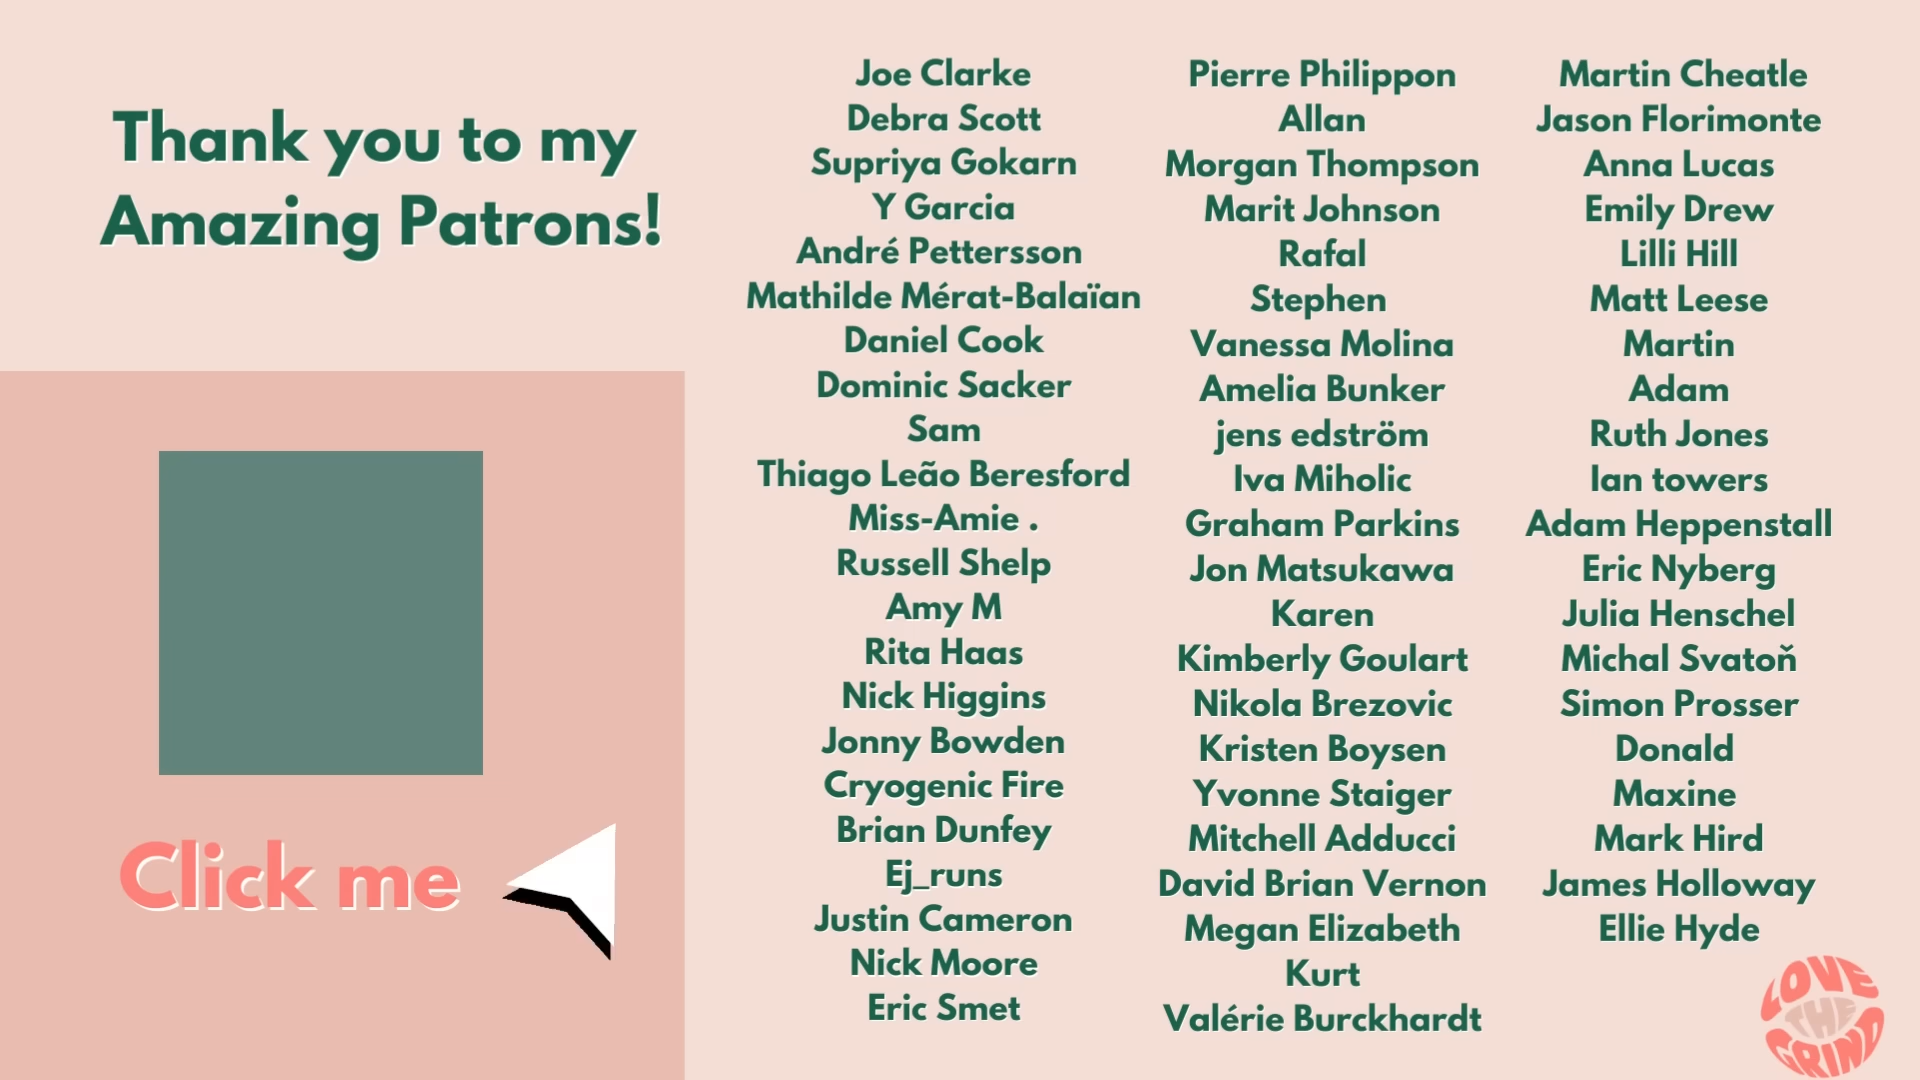 Thank you to my
Amazing Patrons!
Click me
Joe Clarke
Debra Scott
Supriya Gokarn
Y Garcia
André Pettersson
Mathilde Mérat-Balaïan
Daniel Cook
Dominic Sacker
Sam
Thiago Leão Beresford
Miss-Amie .
Russell Shelp
Amy M
Rita Haas
Nick Higgins
Jonny Bowden
Cryogenic Fire
Brian Dunfey
Ej_runs
Justin Cameron
Nick Moore
Eric Smet
Pierre Philippon
Allan
Morgan Thompson
Marit Johnson
Rafal
Stephen
Vanessa Molina
Amelia Bunker
jens edström
Iva Miholic
Graham Parkins
Jon Matsukawa
Karen
Kimberly Goulart
Nikola Brezovic
Kristen Boysen
Yvonne Staiger
Mitchell Adducci
David Brian Vernon
Megan Elizabeth
Kurt
Valérie Burckhardt
Martin Cheatle
Jason Florimonte
Anna Lucas
Emily Drew
Lilli Hill
Matt Leese
Martin
Adam
Ruth Jones
Ian towers
Adam Heppenstall
Eric Nyberg
Julia Henschel
Michal Svatoň
Simon Prosser
Donald
Maxine
Mark Hird
James Holloway
Ellie Hyde
LOVE
THE
GRIND